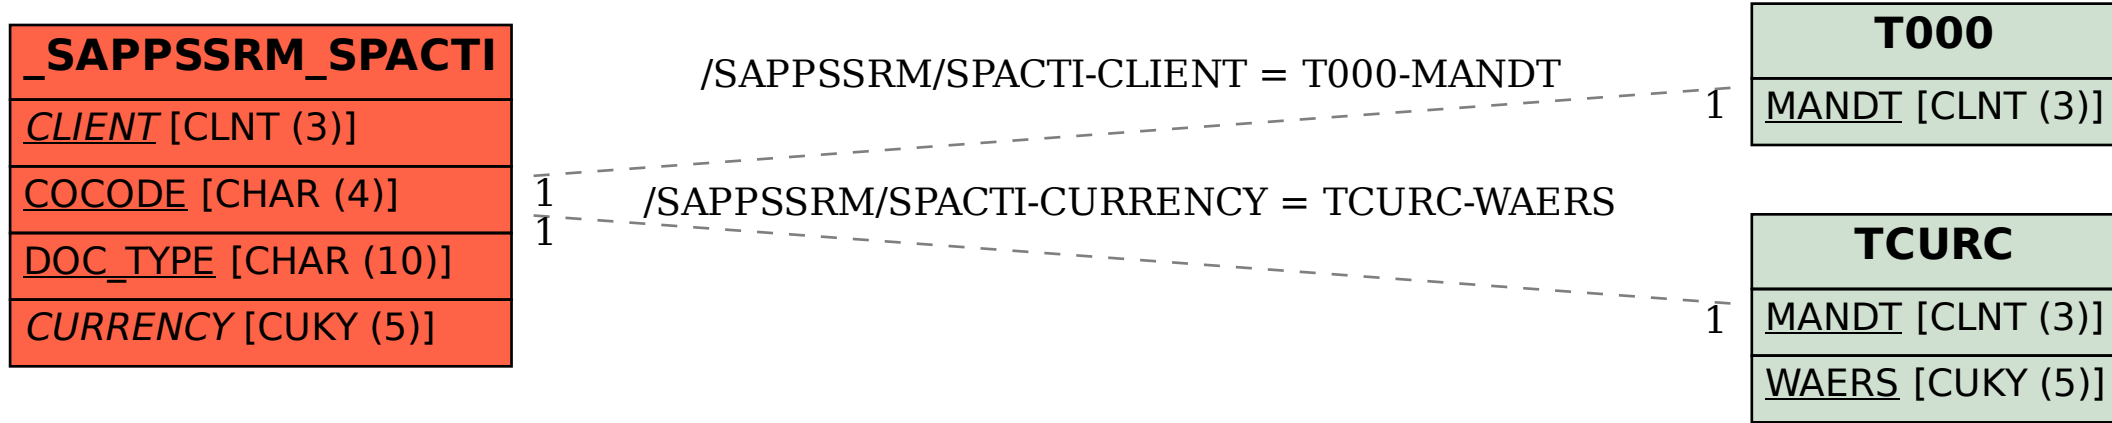 _SAPPSSRM_SPACTI
CLIENT [CLNT (3)]
COCODE [CHAR (4)]
DOC_TYPE [CHAR (10)]
CURRENCY [CUKY (5)]
/SAPPSSRM/SPACTI-CLIENT = T000-MANDT
1
1
/SAPPSSRM/SPACTI-CURRENCY = TCURC-WAERS
1
1
T000
MANDT [CLNT (3)]
TCURC
MANDT [CLNT (3)]
WAERS [CUKY (5)]